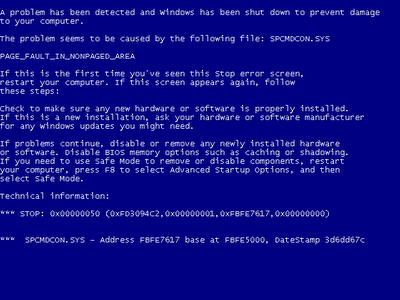 A problem has been detected and Windows has been shut down to prevent damage
to your computer.
The problem seems to be caused by the following file: SPCMDCON.SYS
PAGE_FAULT_IN_NONPAGED_AREA
If this is the first time you've seen this Stop error screen,
restart your computer. If this screen appears again, follow
these steps:
Check to make sure any new hardware or software is properly installed.
If this is a new installation, ask your hardware or software manufacturer
for any Windows updates you might need.
If problems continue, disable or remove any newly installed hardware
or software. Disable BIOS memory options such as caching or shadowing.
If you need to use Safe Mode to remove or disable components, restart
your computer, press F8 to select Advanced Startup Options, and then
select Safe Mode.
Technical information:
*** STOP: 0x00000050 (0xFD3094C2,0x00000001,0xFBFE7617,0x00000000)
*** SPCMDCON.SYS - Address FBFE7617 base at FBFE5000, DateStamp 3d6dd67c